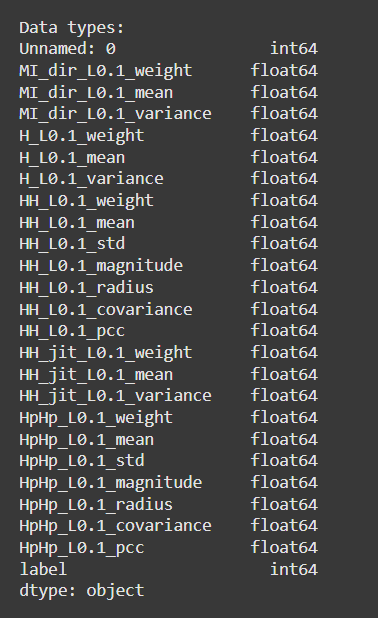 Data types:
Unnamed: 0 int64
MI_dir_L0.1_weight float64
MI_dir_L0.1_mean float64
MI_dir_L0.1_variance float64
H_L0.1_weight float64
H_L0.1_mean float64
H_L0.1_variance float64
HH_L0.1_weight float64
HH_L0.1_mean float64
HH_L0.1_std float64
HH_L0.1_magnitude float64
HH_L0.1_radius float64
HH_L0.1_covariance float64
HH_L0.1_pcc float64
HH_jit_L0.1_weight float64
HH_jit_L0.1_mean float64
HH_jit_L0.1_variance float64
HpHp_L0.1_weight float64
HpHp_L0.1_mean float64
HpHp_L0.1_std float64
HpHp_L0.1_magnitude float64
HpHp_L0.1_radius float64
HpHp_L0.1_covariance float64
HpHp_L0.1_pcc float64
label int64
dtype: object